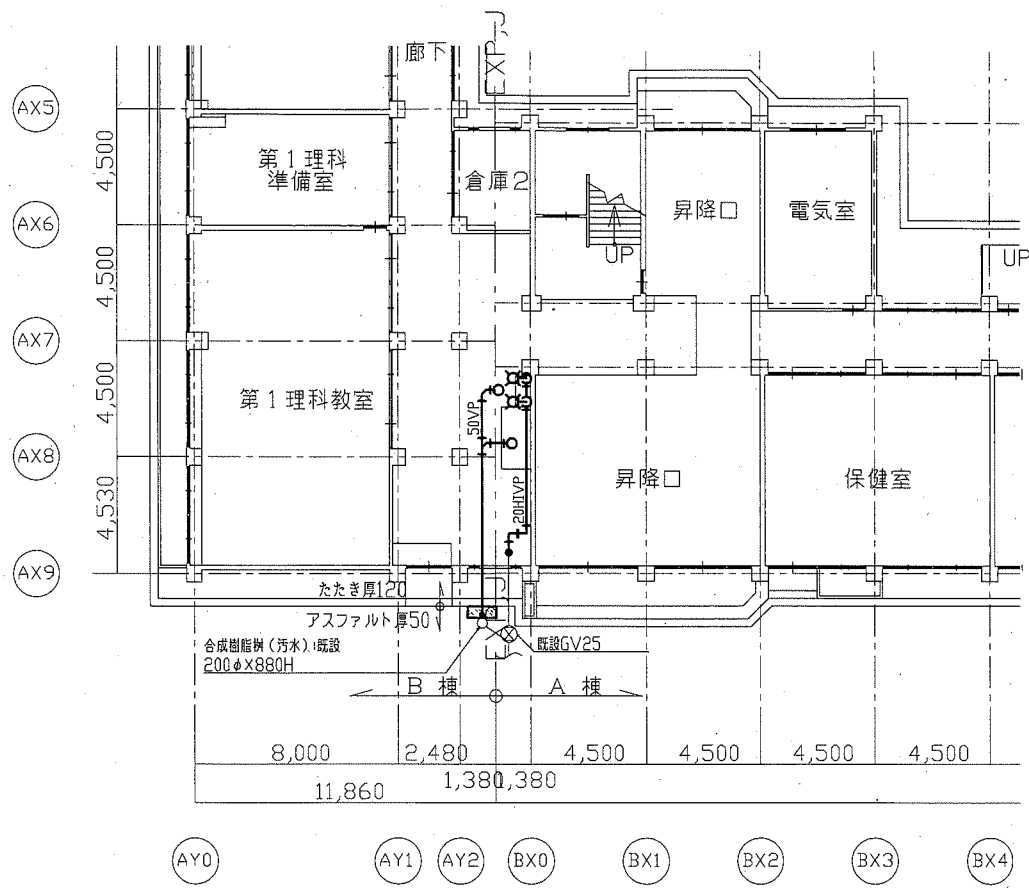 廊下
EXP.J
AX5
4,500
第1理科
準備室
倉庫2
昇降口
電気室
AX6
UP
UP
4,500
AX7
4,500
第1理科教室
50VP
AX8
昇降口
保健室
20HIVP
4,530
AX9
たたき厚120
アスファルト厚50
合成樹脂桝(汚水):既設
200φX880H
既設GV25
B 棟
A 棟
8,000
2,480
4,500
4,500
4,500
4,500
1,380
1,380
11,860
AY0
AY1
AY2
BX0
BX1
BX2
BX3
BX4